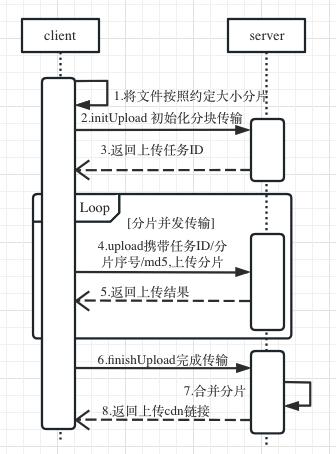 client
server
1.将文件按照约定大小分片
2.initUpload 初始化分块传输
3.返回上传任务ID
Loop
[分片并发传输]
4.upload携带任务ID/分
片序号/md5,上传分片
5.返回上传结果
6.finishUpload完成传输
7.合并分片
8.返回上传cdn链接